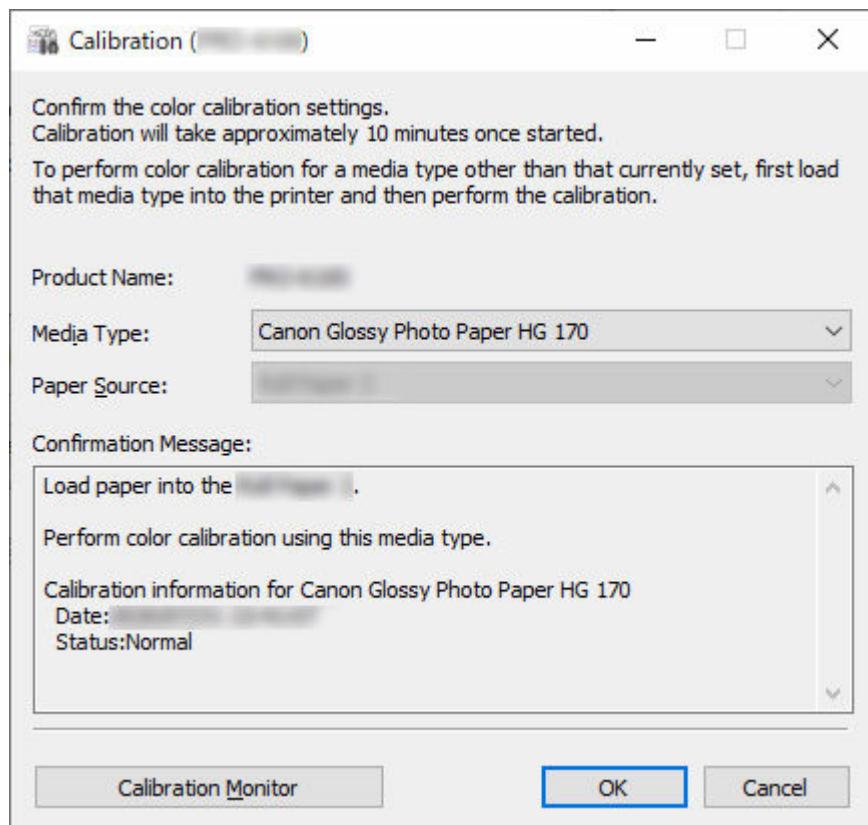 Calibration ( )
Confirm the color calibration settings.
Calibration will take approximately 10 minutes once started.
To perform color calibration for a media type other than that currently set, first load
that media type into the printer and then perform the calibration.
Product Name:
Media Type: Canon Glossy Photo Paper HG 170
Paper Source:
Confirmation Message:
Load paper into the .
Perform color calibration using this media type.
Calibration information for Canon Glossy Photo Paper HG 170
Date:
Status:Normal
Calibration Monitor OK Cancel